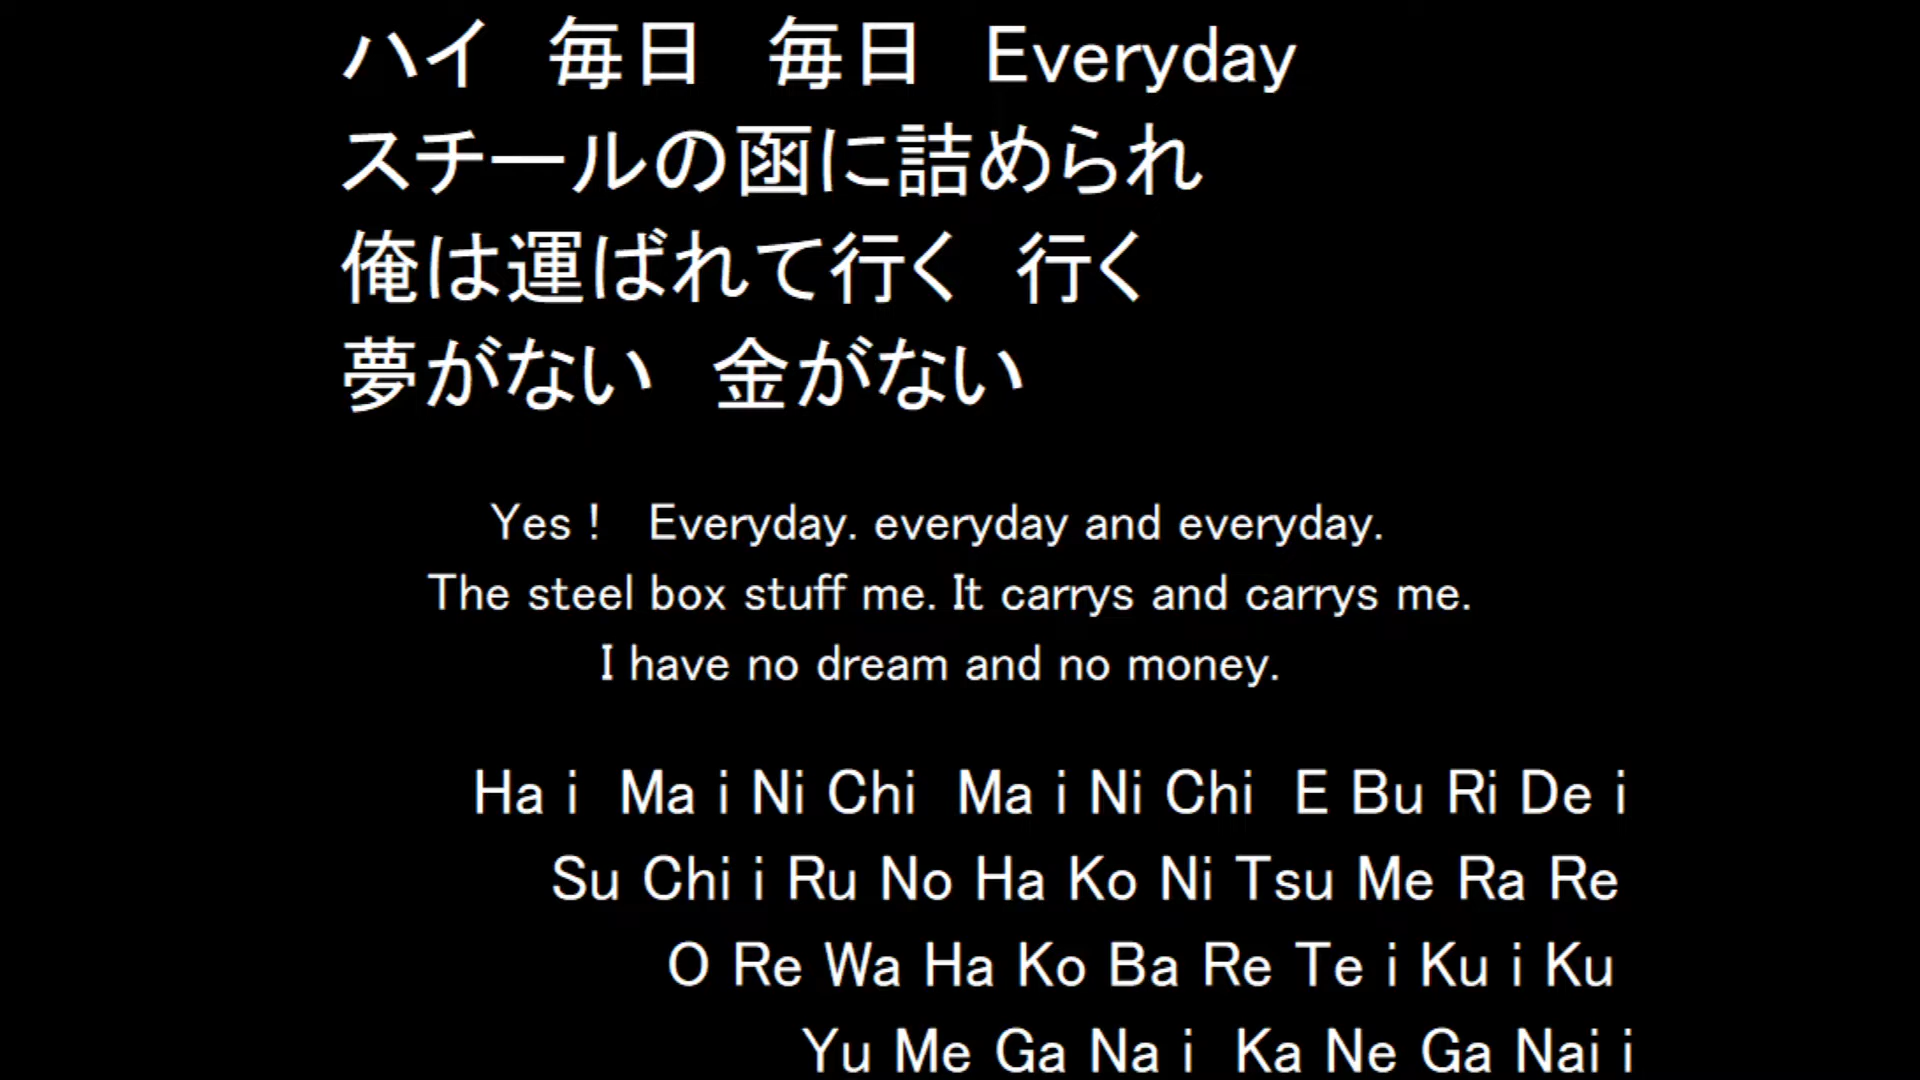 ハイ　毎日　毎日　Everyday
スチールの函に詰められ
俺は運ばれて行く　行く
夢がない　金がない
Yes！　Everyday. everyday and everyday.
The steel box stuff me. It carrys and carrys me.
I have no dream and no money.
Ha i  Ma i Ni Chi  Ma i Ni Chi  E Bu Ri De i
Su Chi i Ru No Ha Ko Ni Tsu Me Ra Re
O Re Wa Ha Ko Ba Re Te i Ku i Ku
Yu Me Ga Na i  Ka Ne Ga Nai i